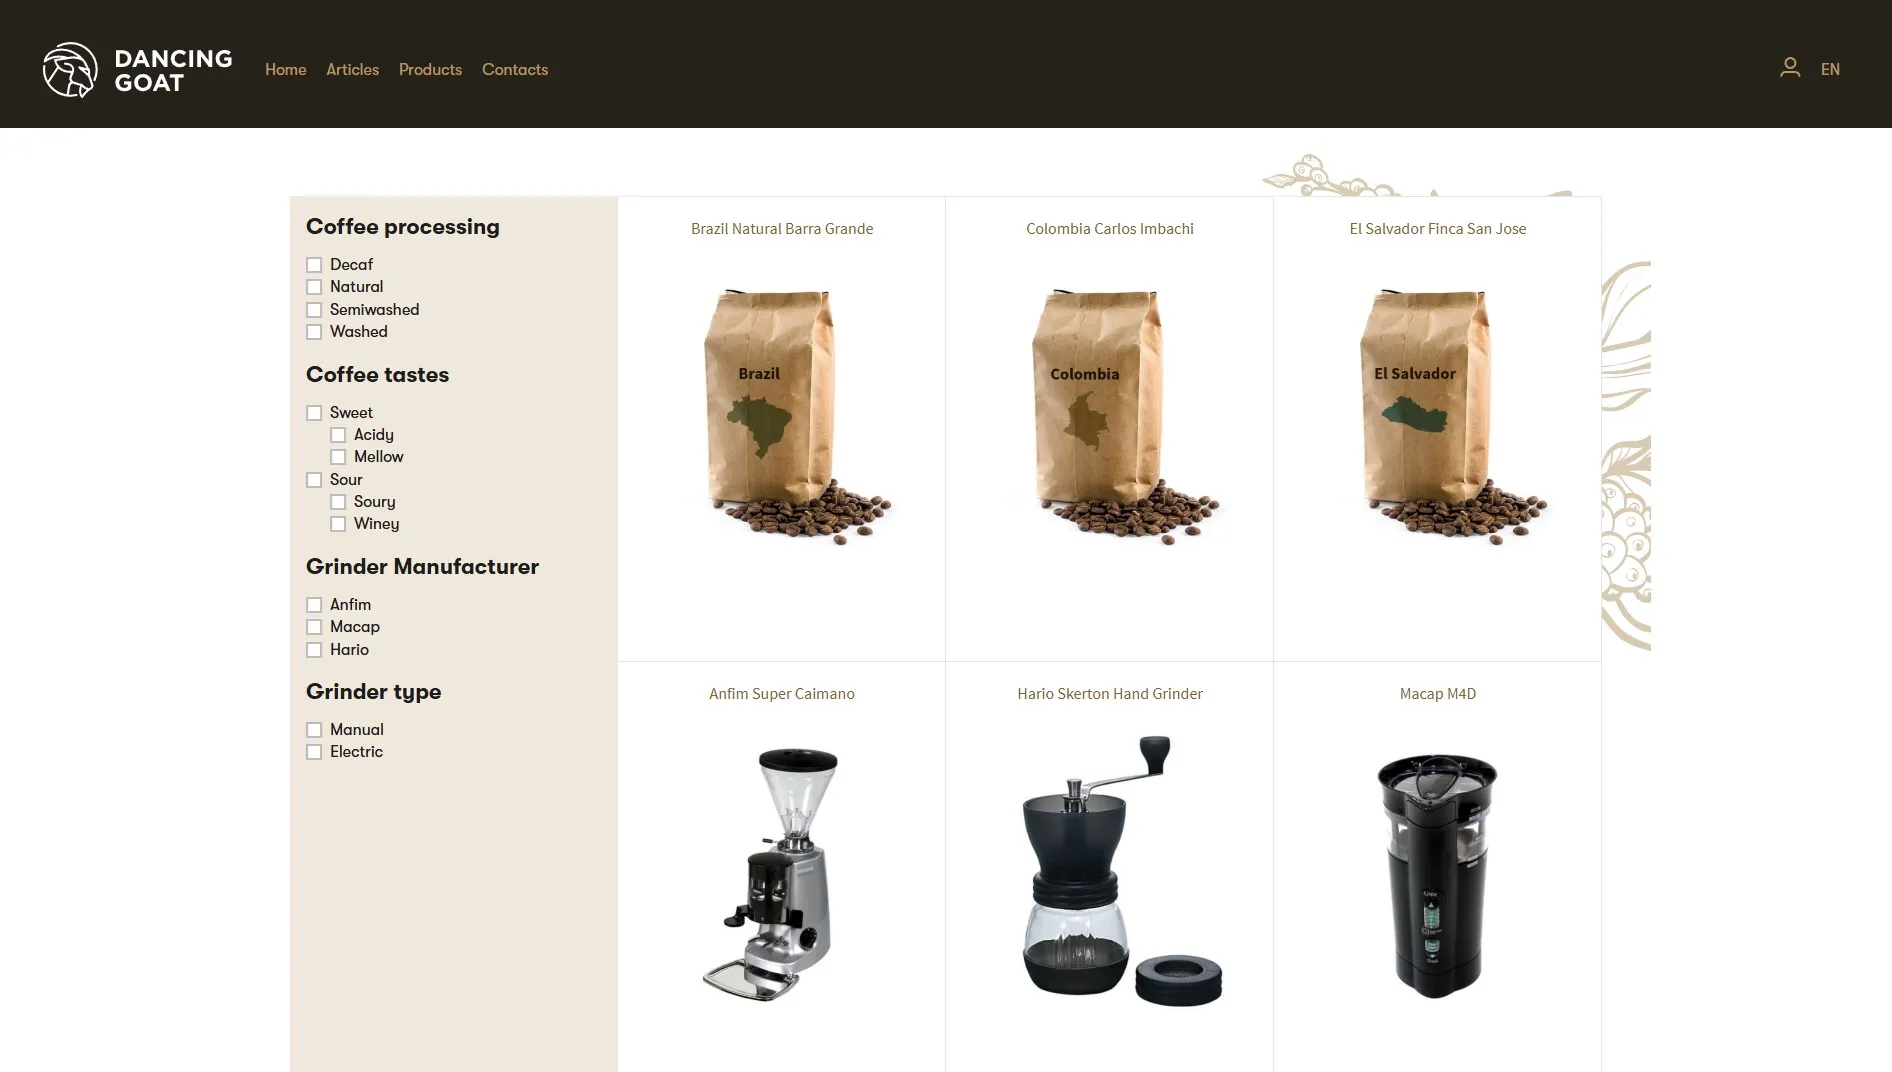 DANCING
GOAT
Home Articles Products Contacts
EN
Coffee processing
Decaf
Natural
Semiwashed
Washed
Coffee tastes
Sweet
Acidy
Mellow
Sour
Soury
Winey
Grinder Manufacturer
Anfim
Macap
Hario
Grinder type
Manual
Electric
Brazil Natural Barra Grande
Brazil
Colombia Carlos Imbachi
Colombia
El Salvador Finca San Jose
El Salvador
Anfim Super Caimano
Hario Skerton Hand Grinder
Macap M4D